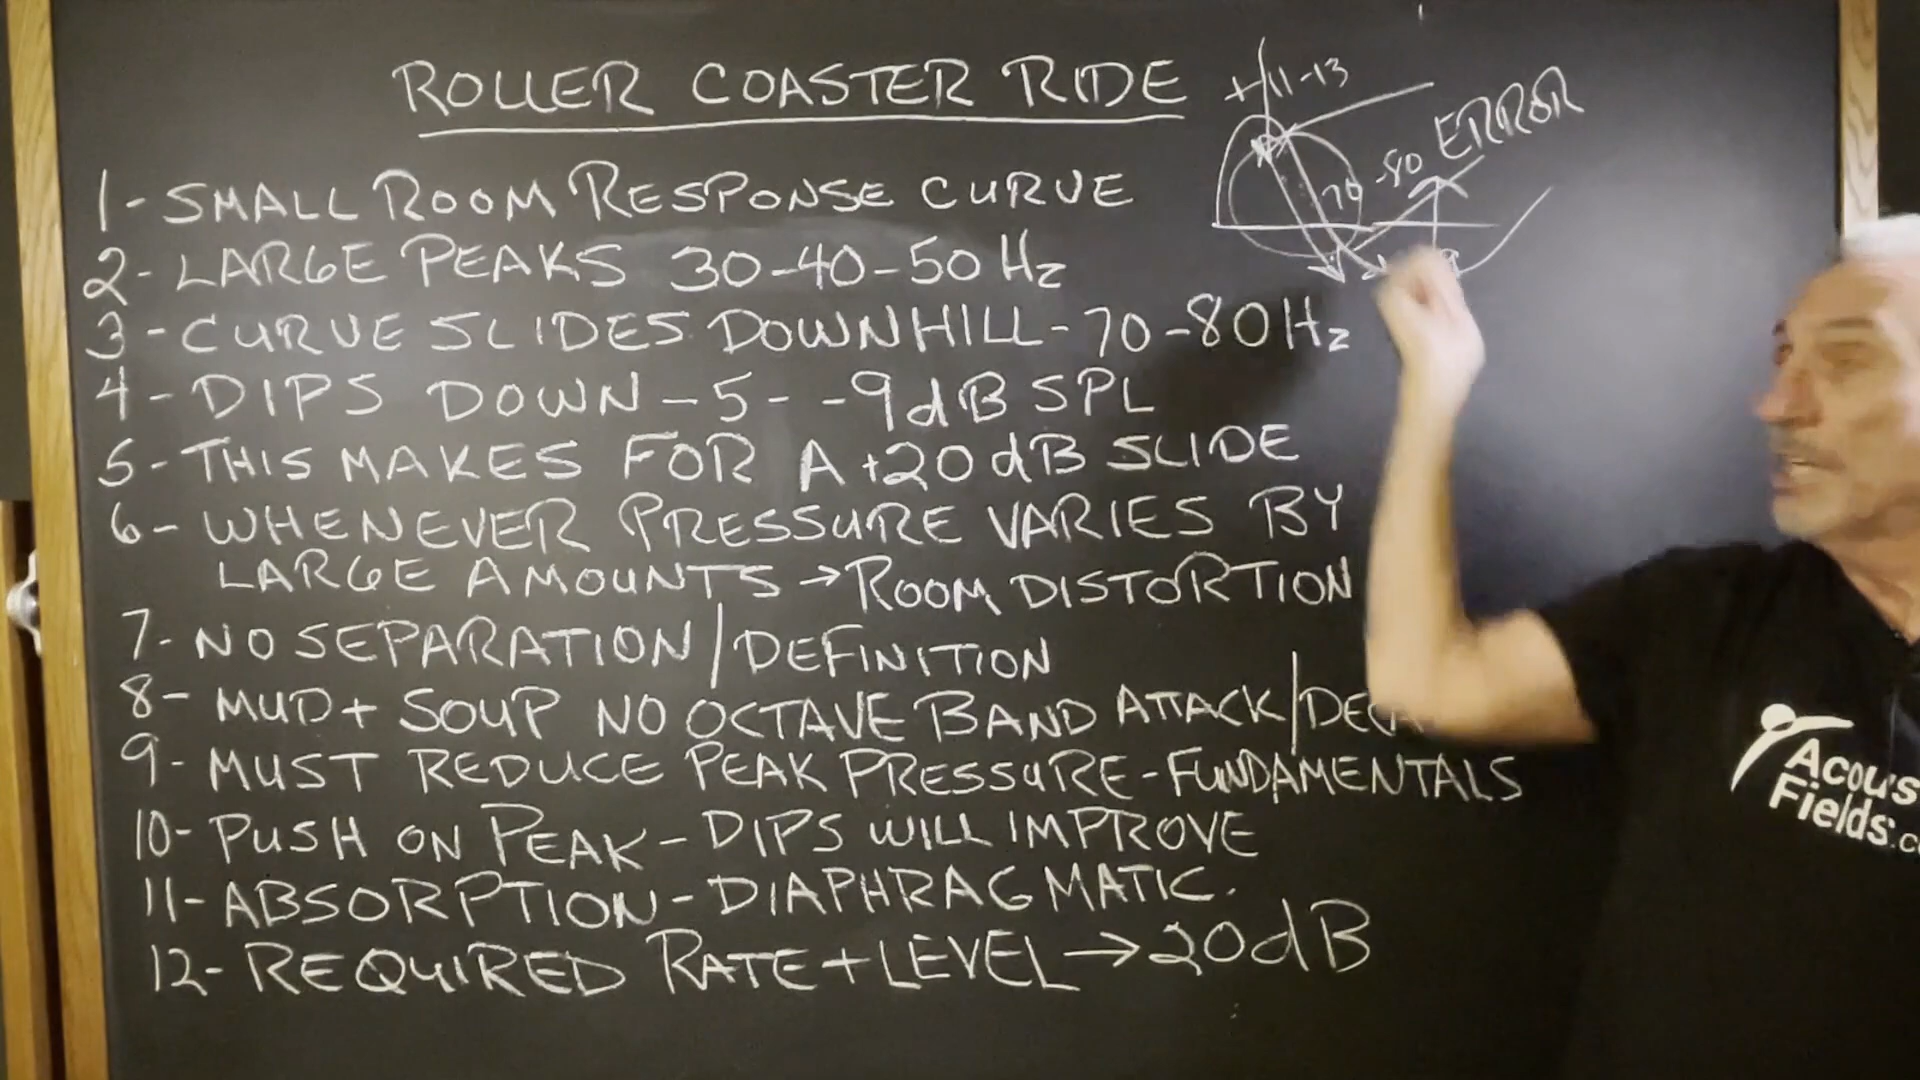 ROLLER COASTER RIDE
+11-13
70-80
ERROR
1- SMALL ROOM RESPONSE CURVE
2- LARGE PEAKS 30-40-50 Hz
3- CURVE SLIDES DOWNHILL-70-80Hz
4- DIPS DOWN -5- -9dB SPL
5- THIS MAKES FOR A +20dB SLIDE
6- WHENEVER PRESSURE VARIES BY
LARGE AMOUNTS → ROOM DISTORTION
7- NO SEPARATION/DEFINITION
8- MUD + SOUP NO OCTAVE BAND ATTACK/DECA
9- MUST REDUCE PEAK PRESSURE-FUNDAMENTALS
10- PUSH ON PEAK-DIPS WILL IMPROVE
11- ABSORPTION-DIAPHRAGMATIC.
12- REQUIRED RATE+LEVEL→20dB
Acous
Fields.c